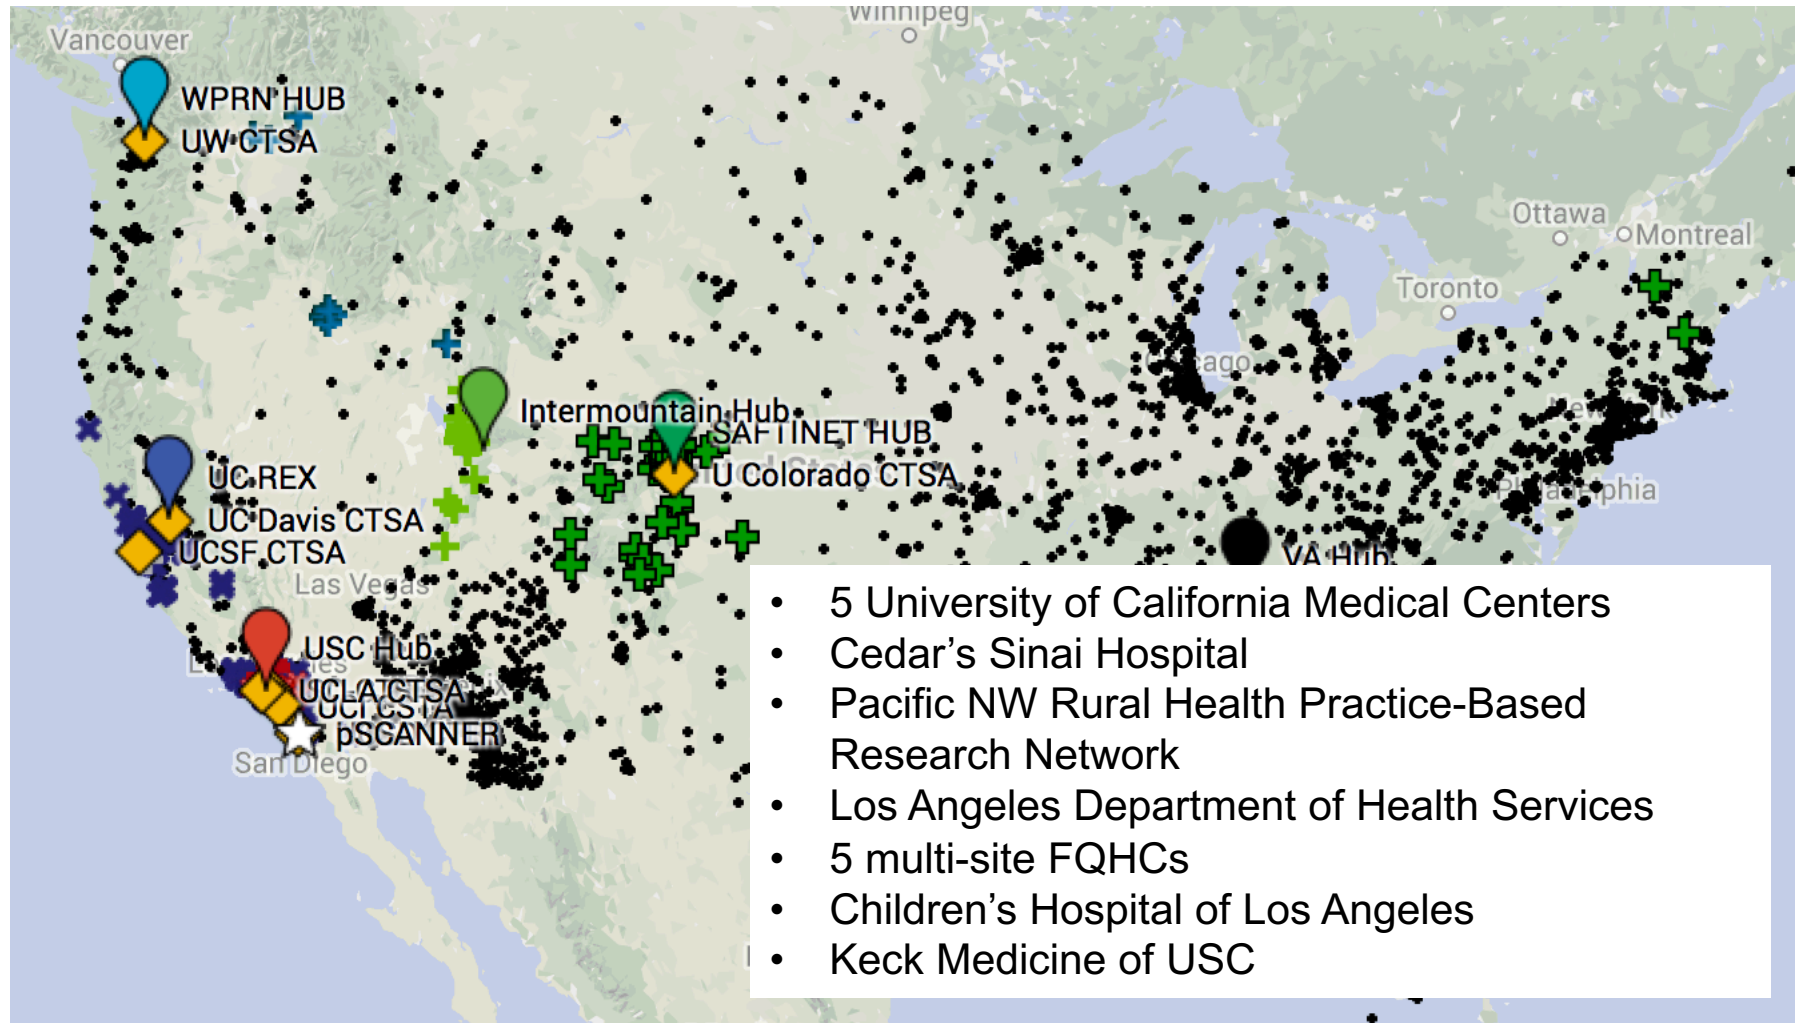 Winnipeg
Vancouver
WPRN HUB
UW CTSA
Ottawa
Montreal
Toronto
Intermountain Hub
SAFTINET HUB
U Colorado CTSA
UC REX
UC Davis CTSA
UCSF CTSA
Las Vegas
Philadelphia
VA Hub
USC Hub
UCLA CTSA
UCI CSTA
pSCANNER
San Diego
• 5 University of California Medical Centers
• Cedar’s Sinai Hospital
• Pacific NW Rural Health Practice-Based
Research Network
• Los Angeles Department of Health Services
• 5 multi-site FQHCs
• Children’s Hospital of Los Angeles
• Keck Medicine of USC